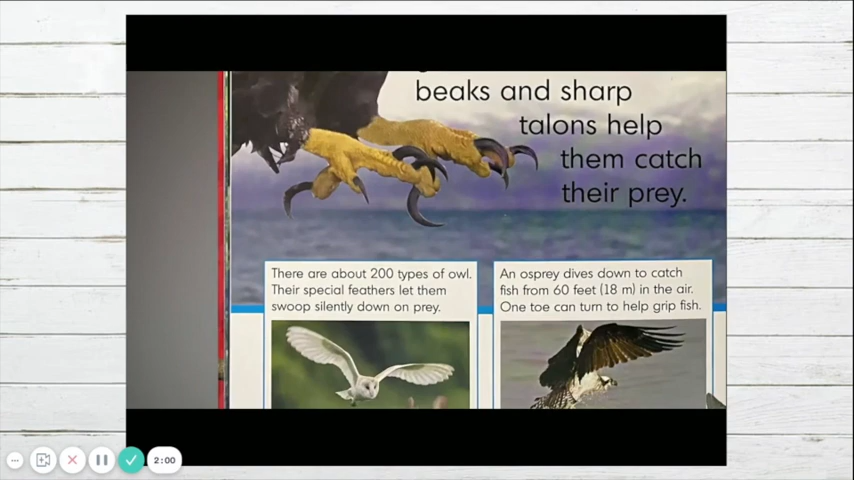 beaks and sharp
talons help
them catch
their prey.
There are about 200 types of owl.
Their special feathers let them
swoop silently down on prey.
An osprey dives down to catch
fish from 60 feet (18 m) in the air.
One toe can turn to help grip fish.
2:00